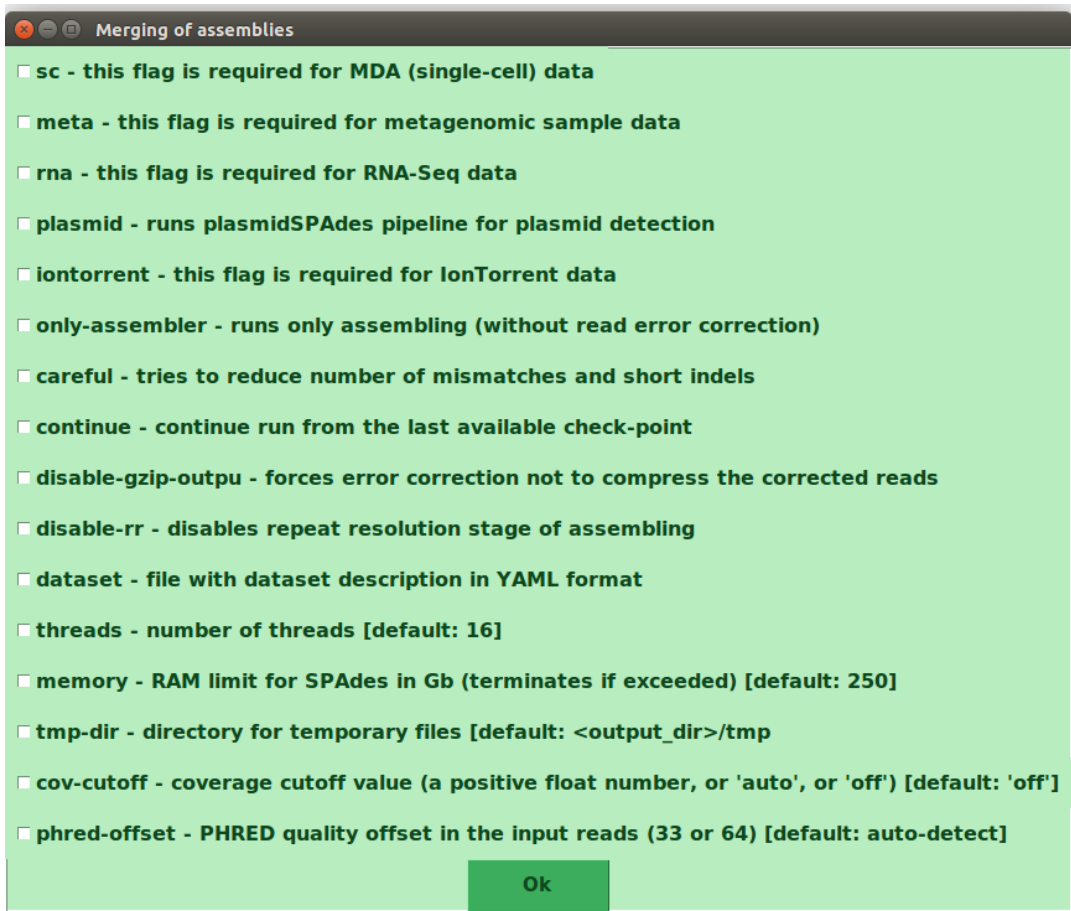 Merging of assemblies
sc - this flag is required for MDA (single-cell) data
meta - this flag is required for metagenomic sample data
rna - this flag is required for RNA-Seq data
plasmid - runs plasmidSPAdes pipeline for plasmid detection
iontorrent - this flag is required for IonTorrent data
only-assembler - runs only assembling (without read error correction)
careful - tries to reduce number of mismatches and short indels
continue - continue run from the last available check-point
disable-gzip-outpu - forces error correction not to compress the corrected reads
disable-rr - disables repeat resolution stage of assembling
dataset - file with dataset description in YAML format
threads - number of threads [default: 16]
memory - RAM limit for SPAdes in Gb (terminates if exceeded) [default: 250]
tmp-dir - directory for temporary files [default: <output_dir>/tmp
cov-cutoff - coverage cutoff value (a positive float number, or 'auto', or 'off') [default: 'off']
phred-offset - PHRED quality offset in the input reads (33 or 64) [default: auto-detect]
Ok